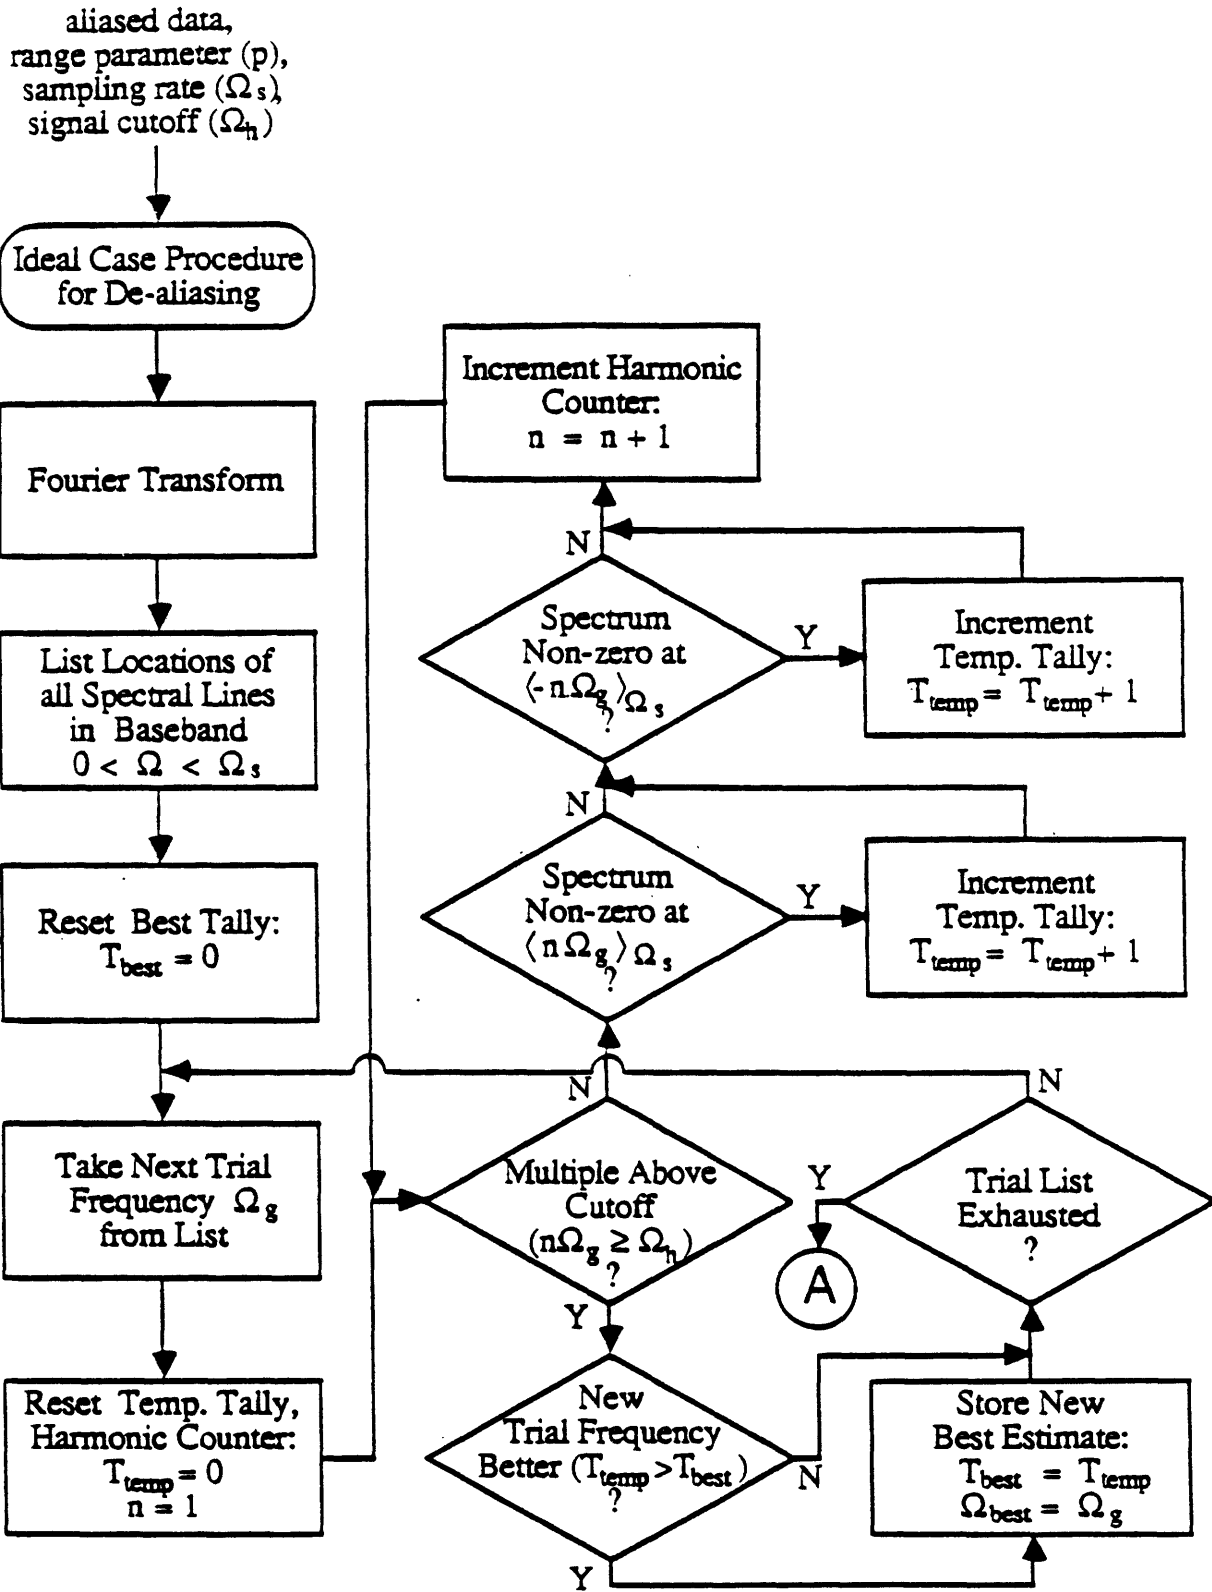 aliased data,
range parameter (p),
sampling rate (Ωs),
signal cutoff (Ωh)
Ideal Case Procedure
for De-aliasing
Fourier Transform
List Locations of
all Spectral Lines
in Baseband
0 < Ω < Ωs
Reset Best Tally:
Tbest = 0
Take Next Trial
Frequency Ωg
from List
Reset Temp. Tally,
Harmonic Counter:
Ttemp = 0
n = 1
Increment Harmonic
Counter:
n = n + 1
N
Spectrum
Non-zero at
⟨-nΩg⟩Ωs
?
Y
Increment
Temp. Tally:
Ttemp = Ttemp + 1
N
Spectrum
Non-zero at
⟨nΩg⟩Ωs
?
Y
Increment
Temp. Tally:
Ttemp = Ttemp + 1
N
Multiple Above
Cutoff
(nΩg ≥ Ωh)
?
Y
New
Trial Frequency
Better (Ttemp > Tbest)
?
N
Y
Store New
Best Estimate:
Tbest = Ttemp
Ωbest = Ωg
N
Trial List
Exhausted
?
Y
A